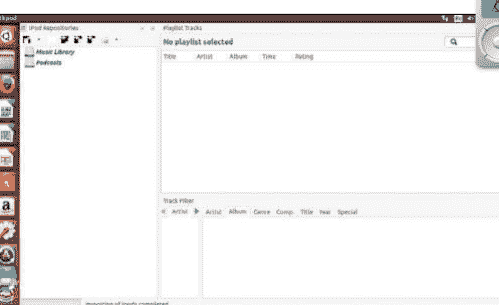 tkpod
iPod Repositories
Music Library
Podcasts
Playlist Tracks
No playlist selected
Title Artist Album Time Rating
Track Filter
Artist Artist Album Genre Comp. Title Year Special